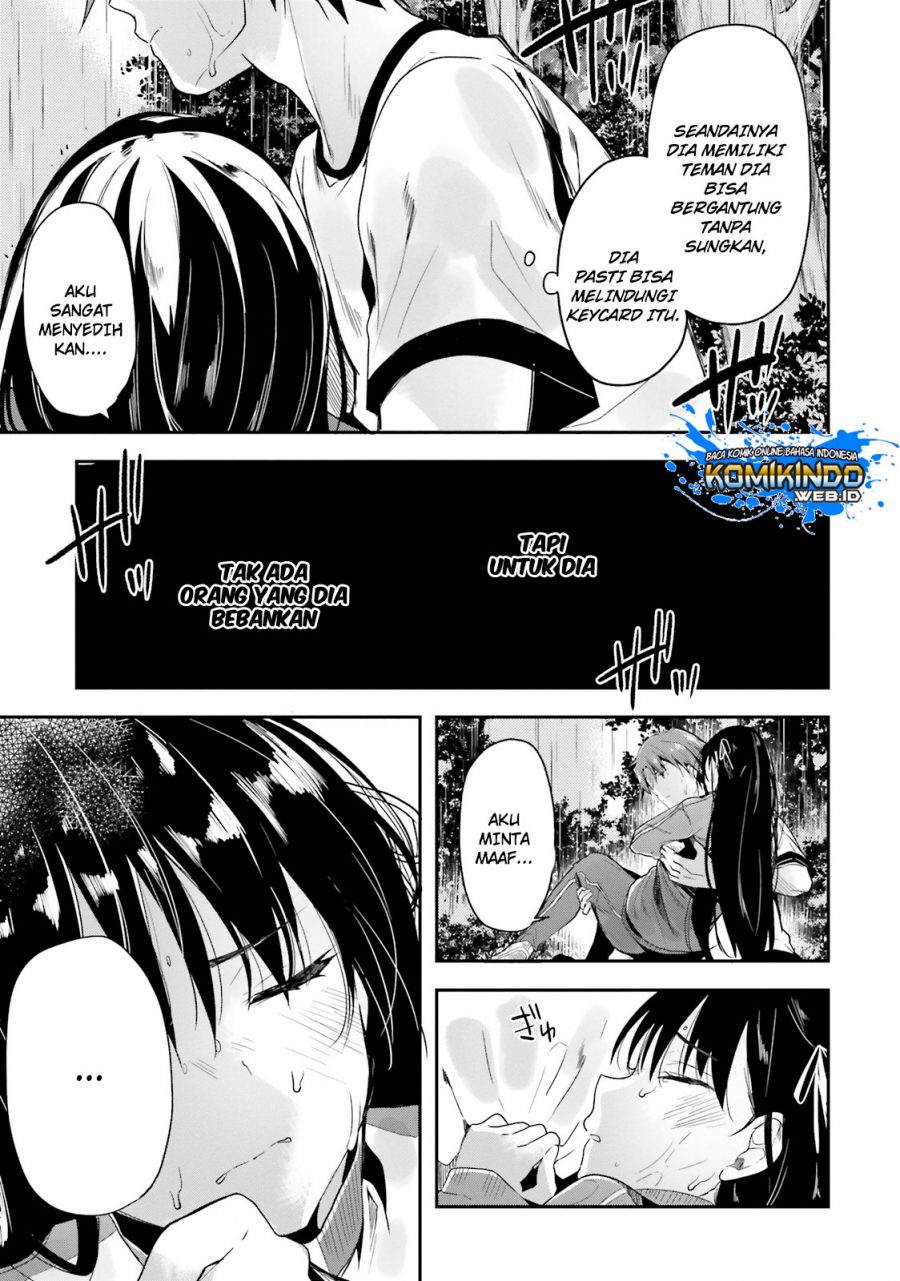 SEANDAINYA
DIA MEMILIKI
TEMAN DIA
BISA
BERGANTUNG
TANPA
SUNGKAN,
DIA
PASTI BISA
MELINDUNGI
KEYCARD ITU.
AKU
SANGAT
MENYEDIH
KAN....
BACA KOMIK ONLINE BAHASA INDONESIA
KOMIKINDO
WEB.ID
TAPI
UNTUK DIA
TAK ADA
ORANG YANG DIA
BEBANKAN
AKU
MINTA
MAAF...
ぎゅ
...